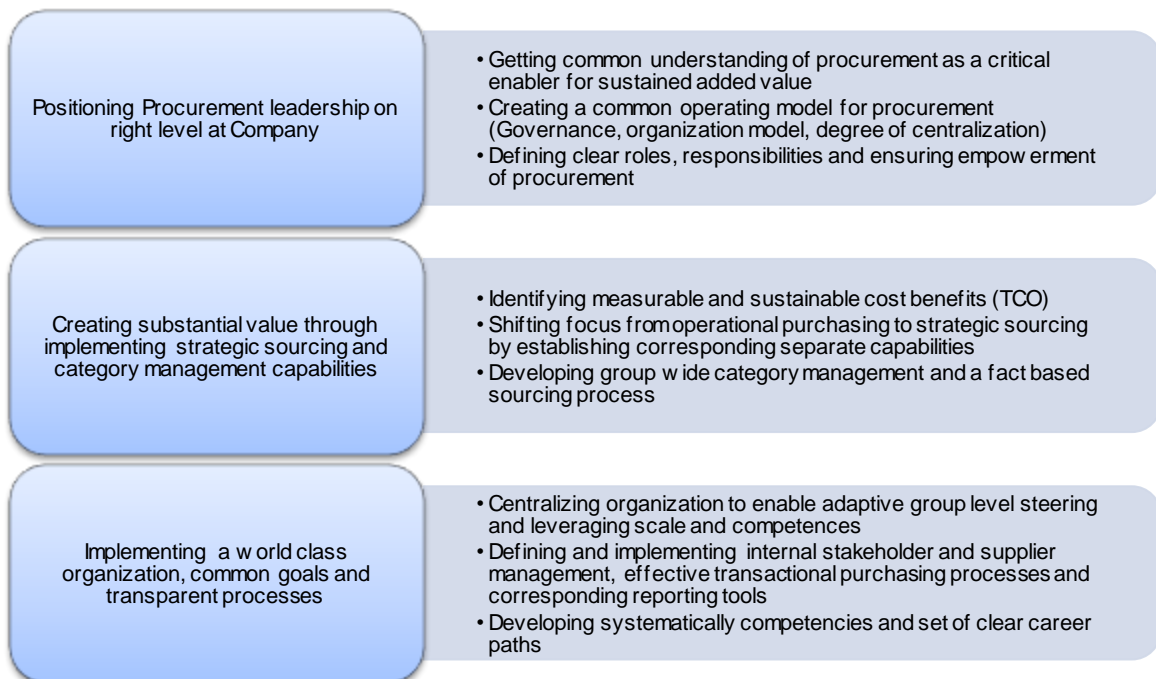 Positioning Procurement leadership on
right level at Company
• Getting common understanding of procurement as a critical
enabler for sustained added value
• Creating a common operating model for procurement
(Governance, organization model, degree of centralization)
• Defining clear roles, responsibilities and ensuring empowerment
of procurement
Creating substantial value through
implementing strategic sourcing and
category management capabilities
• Identifying measurable and sustainable cost benefits (TCO)
• Shifting focus from operational purchasing to strategic sourcing
by establishing corresponding separate capabilities
• Developing group wide category management and a fact based
sourcing process
Implementing a world class
organization, common goals and
transparent processes
• Centralizing organization to enable adaptive group level steering
and leveraging scale and competences
• Defining and implementing internal stakeholder and supplier
management, effective transactional purchasing processes and
corresponding reporting tools
• Developing systematically competencies and set of clear career
paths